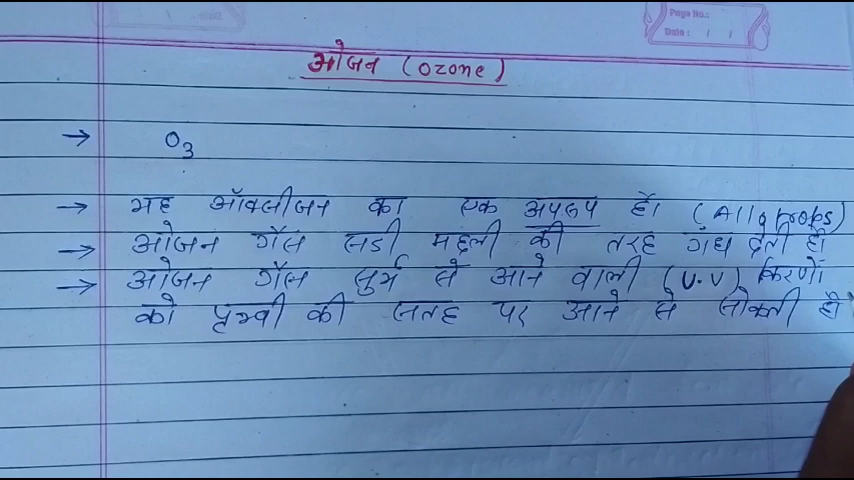 Page No.:
Date : / /
ओजन (Ozone)
→ O₃
→ यह ऑक्सीजन का एक अपरुप है। (Allotrops)
→ ओजन गैस सडी मछली की तरह गंध देती है।
→ ओजन गैस सुर्य से आने वाली (U.V) किरणों
को पृथ्वी की सतह पर आने से रोकती है